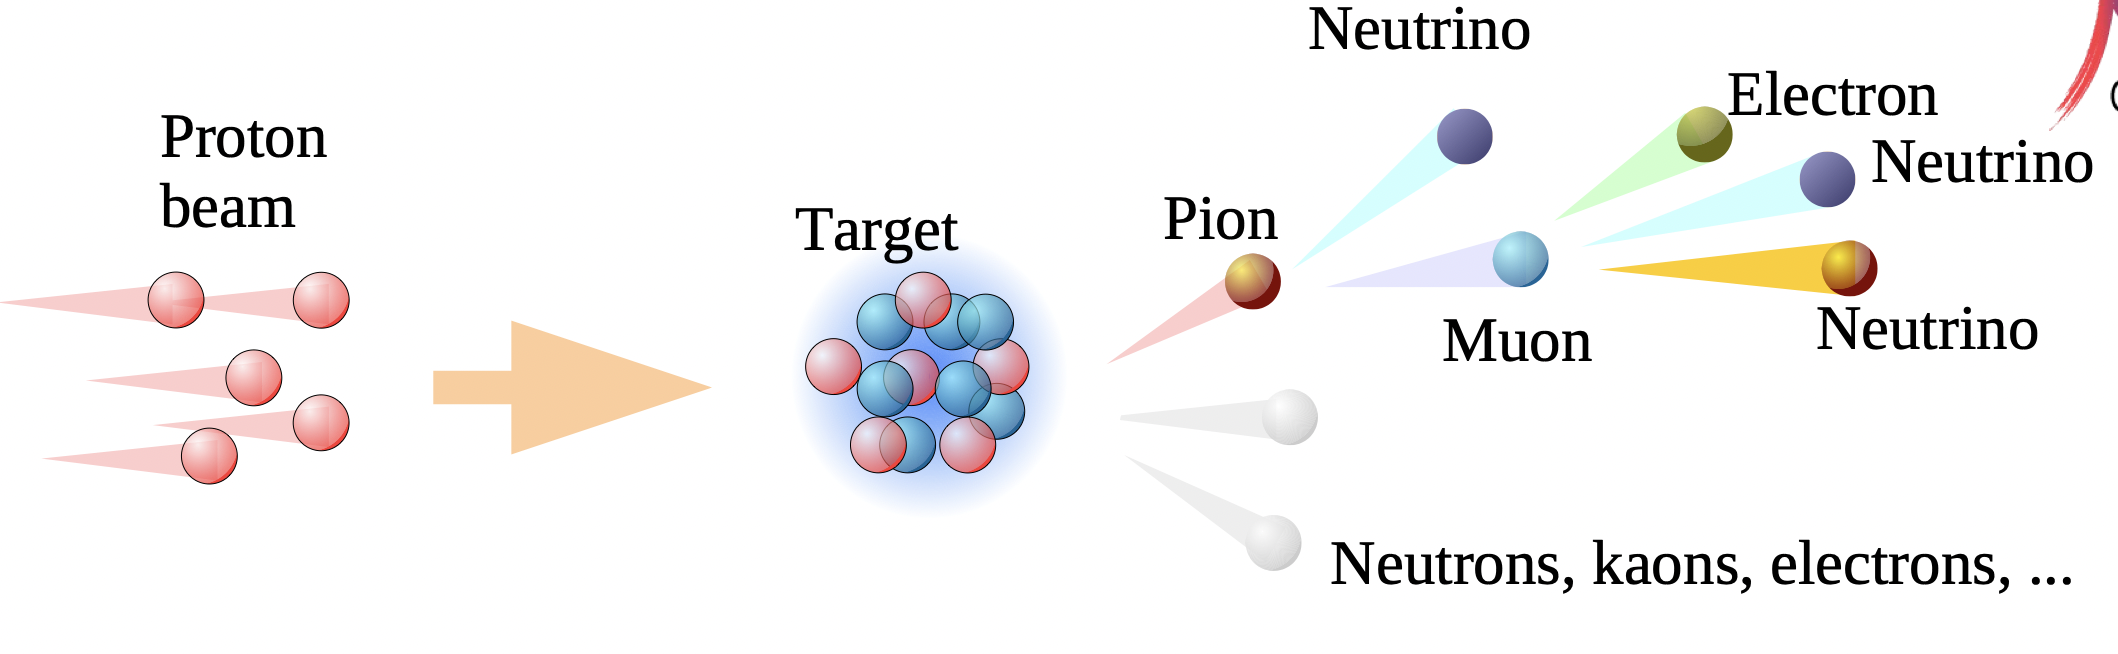 Neutrino
Proton
beam
Target
Pion
Electron
Neutrino
Muon
Neutrino
Neutrons, kaons, electrons, ...